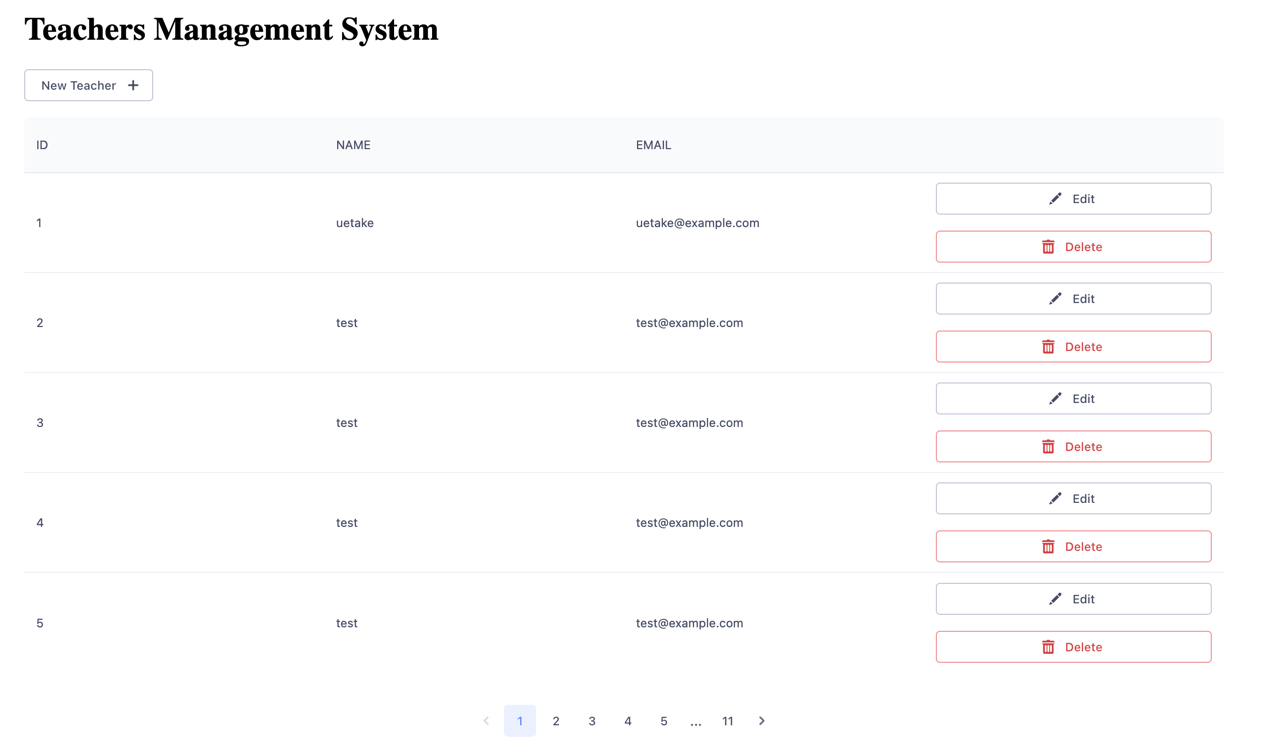 Teachers Management System
New Teacher +
ID NAME EMAIL
1 uetake uetake@example.com Edit
Delete
2 test test@example.com Edit
Delete
3 test test@example.com Edit
Delete
4 test test@example.com Edit
Delete
5 test test@example.com Edit
Delete
1 2 3 4 5 ... 11